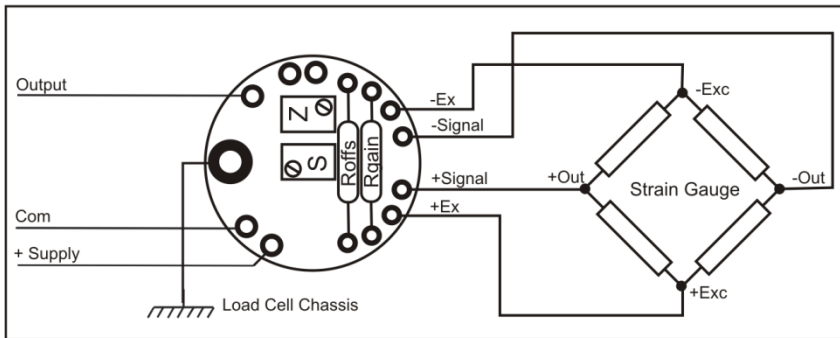 Output
Com
+ Supply
Load Cell Chassis
Z
S
Roffs
Rgain
-Ex
-Signal
+Signal
+Ex
-Exc
+Out
Strain Gauge
-Out
+Exc